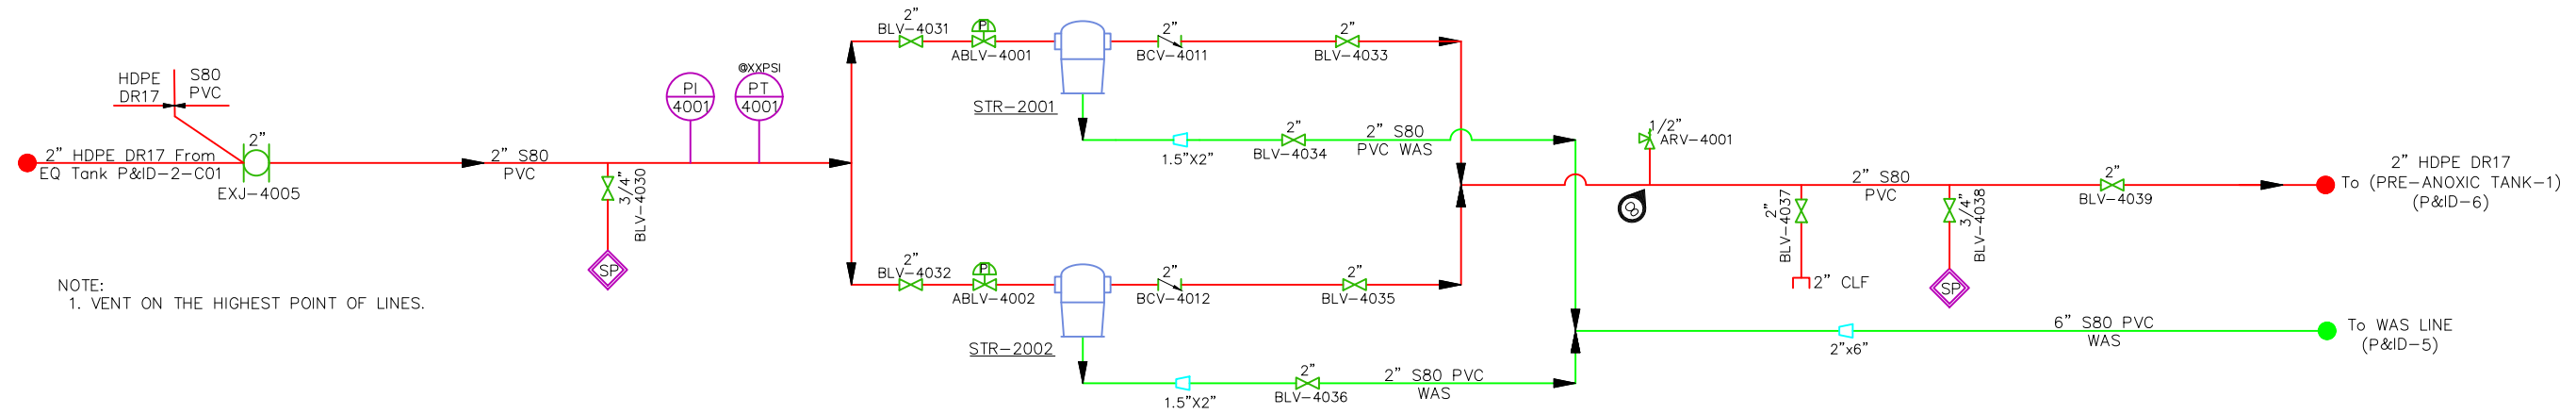 HDPE
DR17
S80
PVC
2"
2" HDPE DR17 From
EQ Tank P&ID-2-C01
EXJ-4005
2" S80
PVC
3/4"
BLV-4030
SP
PI
4001
@XXPSI
PT
4001
NOTE:
1. VENT ON THE HIGHEST POINT OF LINES.
2"
BLV-4031
PI
ABLV-4001
STR-2001
2"
BCV-4011
2"
BLV-4033
1.5"X2"
2"
BLV-4034
2" S80
PVC WAS
2"
BLV-4032
PI
ABLV-4002
STR-2002
2"
BCV-4012
2"
BLV-4035
1.5"X2"
2"
BLV-4036
2" S80 PVC
WAS
1/2"
ARV-4001
8
2"
BLV-4037
2" CLF
2" S80
PVC
3/4"
BLV-4038
SP
2"
BLV-4039
2" HDPE DR17
To (PRE-ANOXIC TANK-1)
(P&ID-6)
2"x6"
6" S80 PVC
WAS
To WAS LINE
(P&ID-5)